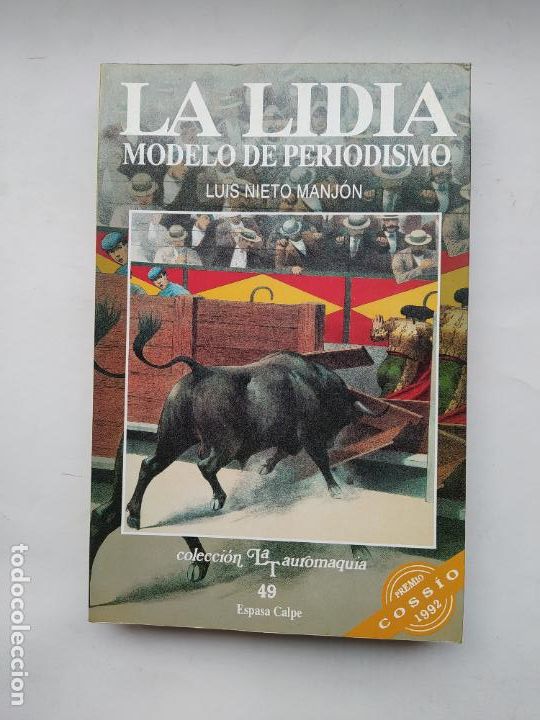 LA LIDIA
MODELO DE PERIODISMO
LUIS NIETO MANJÓN
colección La Tauromaquia
49
Espasa Calpe
PREMIO
COSSÍO
1992
todocoleccion